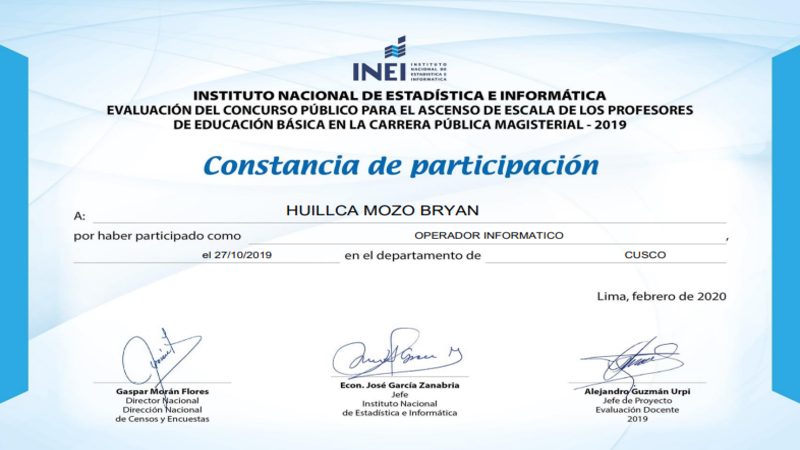 INEI
INSTITUTO
NACIONAL DE
ESTADÍSTICA E
INFORMÁTICA
INSTITUTO NACIONAL DE ESTADÍSTICA E INFORMÁTICA
EVALUACIÓN DEL CONCURSO PÚBLICO PARA EL ASCENSO DE ESCALA DE LOS PROFESORES
DE EDUCACIÓN BÁSICA EN LA CARRERA PÚBLICA MAGISTERIAL - 2019
Constancia de participación
A: HUILLCA MOZO BRYAN
por haber participado como OPERADOR INFORMATICO ,
el 27/10/2019 en el departamento de CUSCO
Lima, febrero de 2020
Gaspar Morán Flores
Director Nacional
Dirección Nacional
de Censos y Encuestas
Econ. José García Zanabria
Jefe
Instituto Nacional
de Estadística e Informática
Alejandro Guzmán Urpi
Jefe de Proyecto
Evaluación Docente
2019